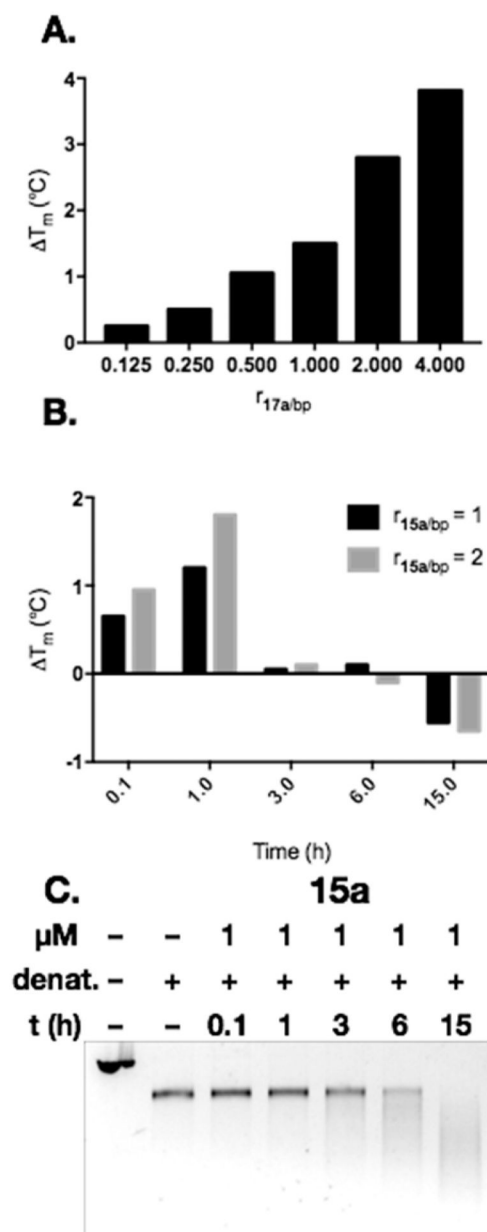 A.
4
3
2
1
0
ΔTm (°C)
0.125 0.250 0.500 1.000 2.000 4.000
r17a/bp
B.
2
1
0
-1
ΔTm (°C)
r15a/bp = 1
r15a/bp = 2
0.1 1.0 3.0 6.0 15.0
Time (h)
C. 15a
µM – – 1 1 1 1 1
denat. – + + + + + +
t (h) – – 0.1 1 3 6 15